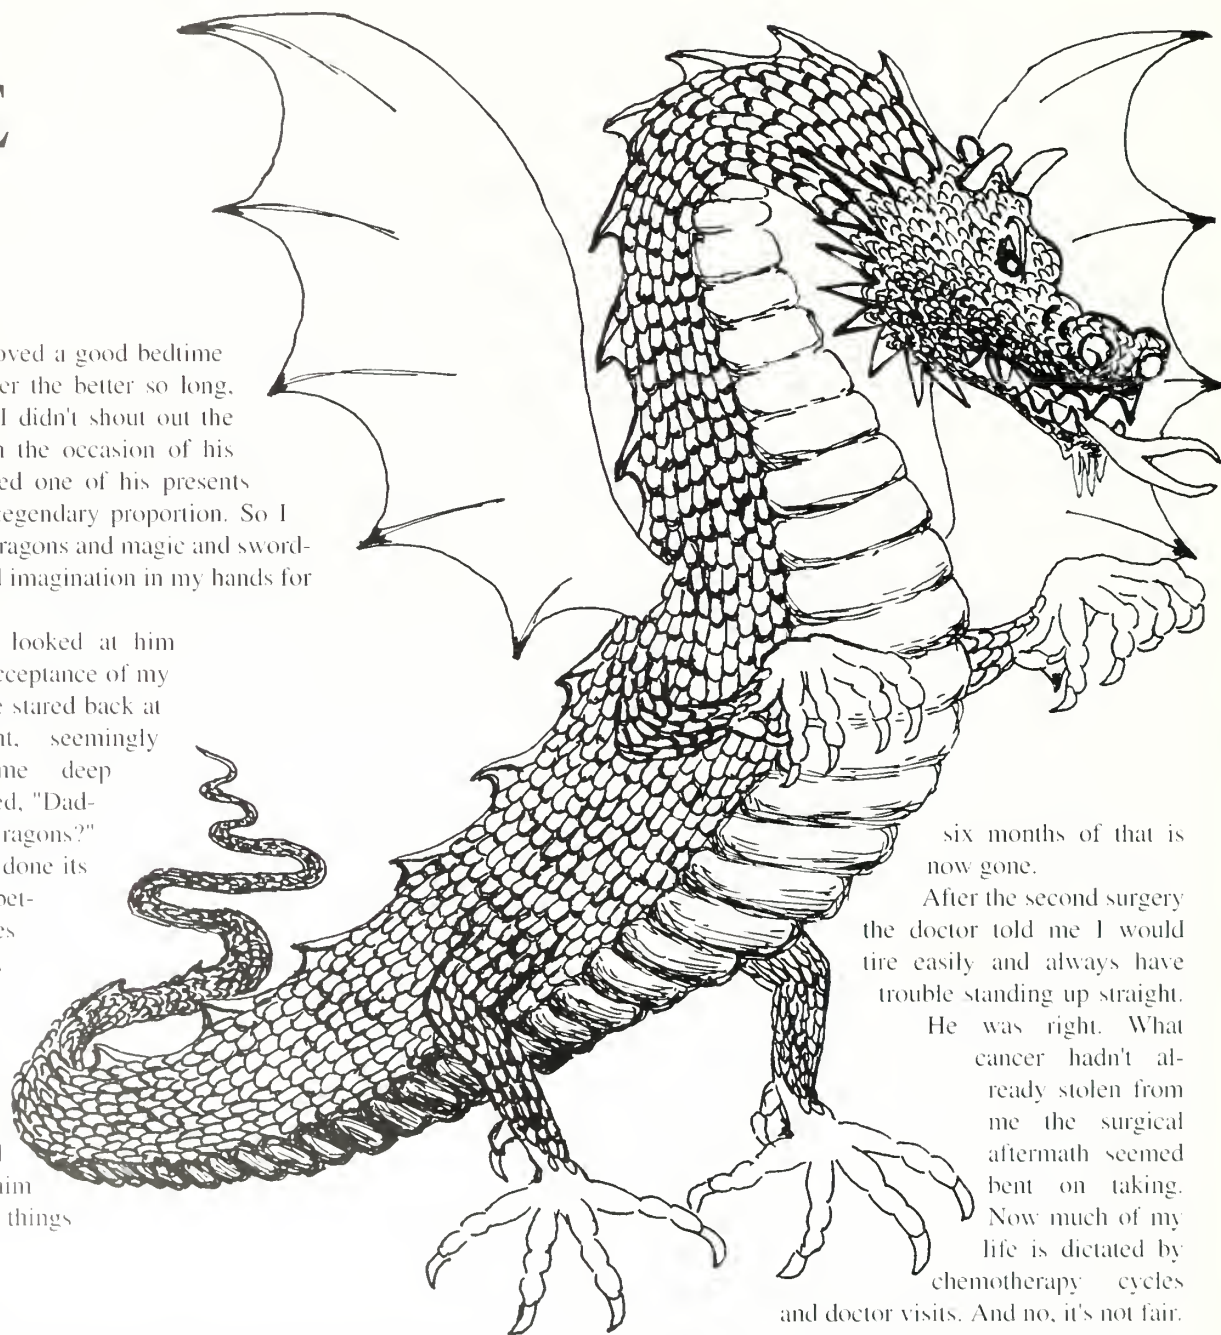 E
oved a good bedtime
er the better so long,
I didn't shout out the
n the occasion of his
ed one of his presents
legendary proportion. So I
ragons and magic and sword-
l imagination in my hands for
looked at him
cceptance of my
e stared back at
nt, seemingly
me deep
ed, "Dad-
ragons?"
done its
pet-
es
.
him
things
six months of that is
now gone.
After the second surgery
the doctor told me I would
tire easily and always have
trouble standing up straight.
He was right. What
cancer hadn't al-
ready stolen from
me the surgical
aftermath seemed
bent on taking.
Now much of my
life is dictated by
chemotherapy cycles
and doctor visits. And no, it's not fair.